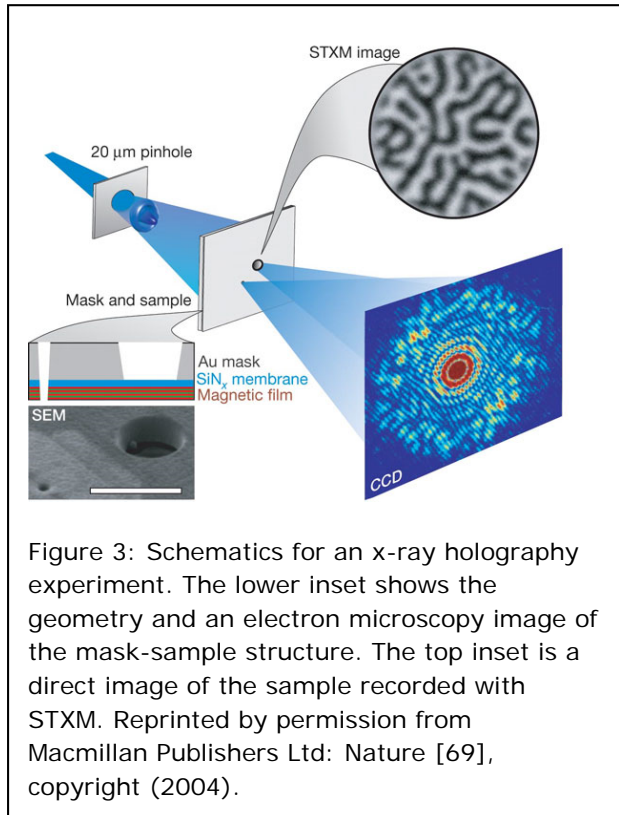 STXM image
20 μm pinhole
Mask and sample
Au mask
SiNx membrane
Magnetic film
SEM
CCD
Figure 3: Schematics for an x-ray holography
experiment. The lower inset shows the
geometry and an electron microscopy image of
the mask-sample structure. The top inset is a
direct image of the sample recorded with
STXM. Reprinted by permission from
Macmillan Publishers Ltd: Nature [69],
copyright (2004).